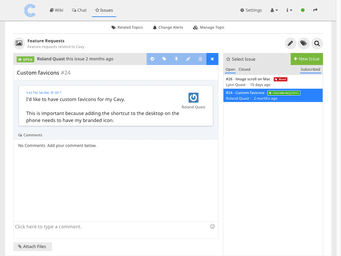 Wiki
Chat
Issues
Settings
Related Topics
Change Alerts
Manage Topic
Feature Requests
Feature requests related to Cavy.
Roland Quast this issue 2 months ago
Custom favicons #24
I'd like to have custom favicons for my Cavy.
This is important because adding the shortcut to the desktop on the
phone needs to have my branded icon.
Roland Quast
Comments
No Comments. Add your comment below.
Click here to type a comment.
Attach Files
Select Issue
New Issue
Open
Closed
Subscribed
#26 - Image scroll on Mac
Lynn Quast - 15 days ago
#24 - Custom favicons
Roland Quast - 2 months ago